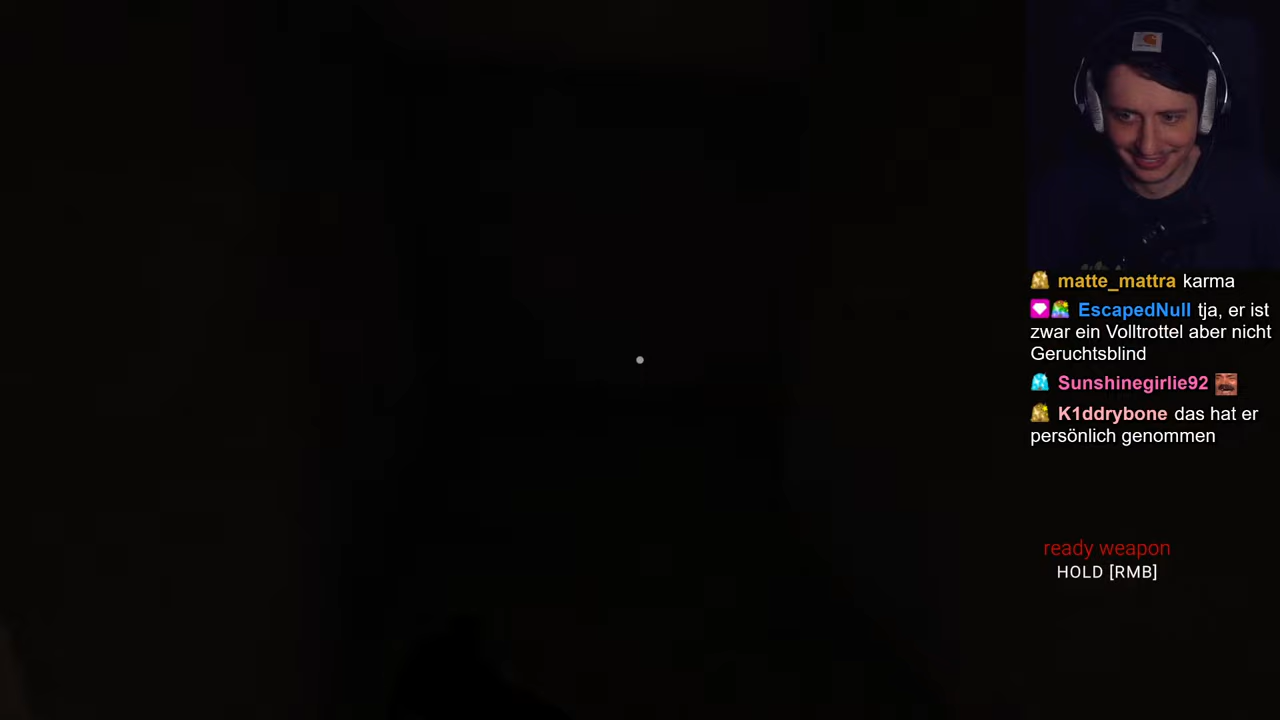 matte_mattra karma
EscapedNull tja, er ist
zwar ein Volltrottel aber nicht
Geruchtsblind
Sunshinegirlie92
K1ddrybone das hat er
persönlich genommen
ready weapon
HOLD [RMB]